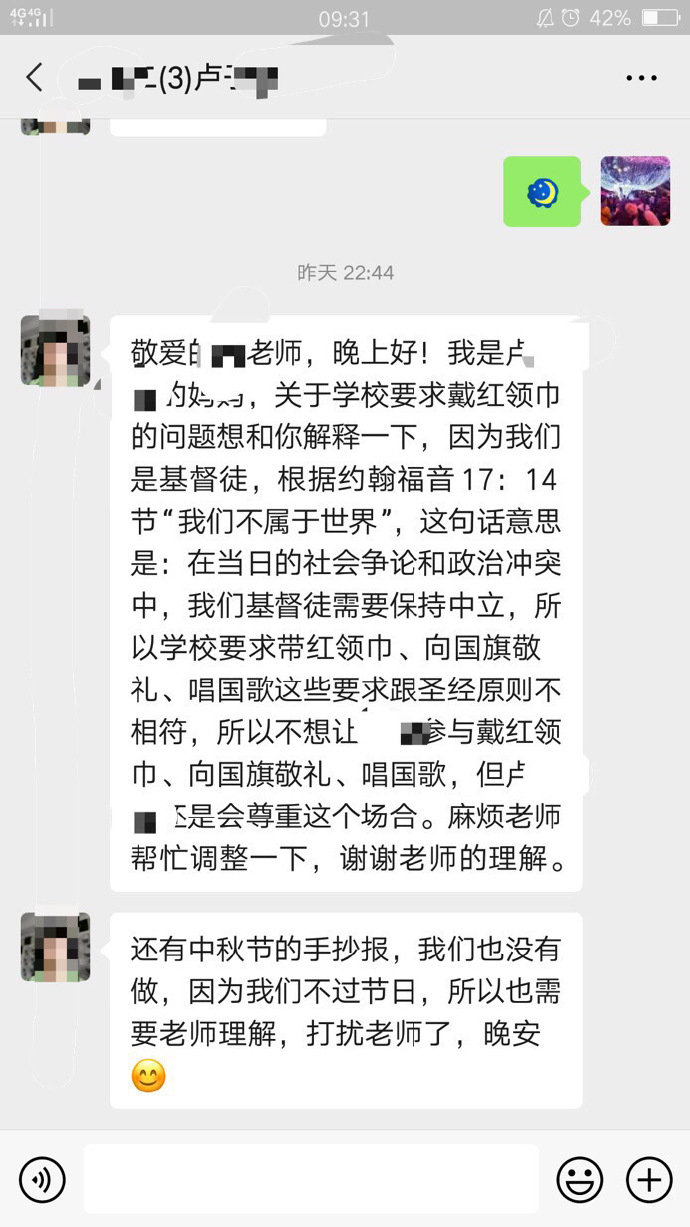 4G 4G
09:31
42%
(3)卢
昨天 22:44
敬爱的老师，晚上好！我是卢
的妈妈，关于学校要求戴红领巾
的问题想和你解释一下，因为我们
是基督徒，根据约翰福音17：14
节“我们不属于世界”，这句话意思
是：在当日的社会争论和政治冲突
中，我们基督徒需要保持中立，所
以学校要求带红领巾、向国旗敬
礼、唱国歌这些要求跟圣经原则不
相符，所以不想让参与戴红领
巾、向国旗敬礼、唱国歌，但卢
还是会尊重这个场合。麻烦老师
帮忙调整一下，谢谢老师的理解。
还有中秋节的手抄报，我们也没有
做，因为我们不过节日，所以也需
要老师理解，打扰老师了，晚安